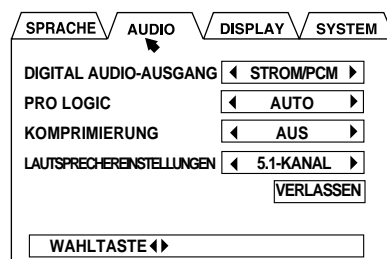 SPRACHE AUDIO DISPLAY SYSTEM
DIGITAL AUDIO-AUSGANG ◀ STROM/PCM ▶
PRO LOGIC ◀ AUTO ▶
KOMPRIMIERUNG ◀ AUS ▶
LAUTSPRECHEREINSTELLUNGEN ◀ 5.1-KANAL ▶
VERLASSEN
WAHLTASTE ◀▶